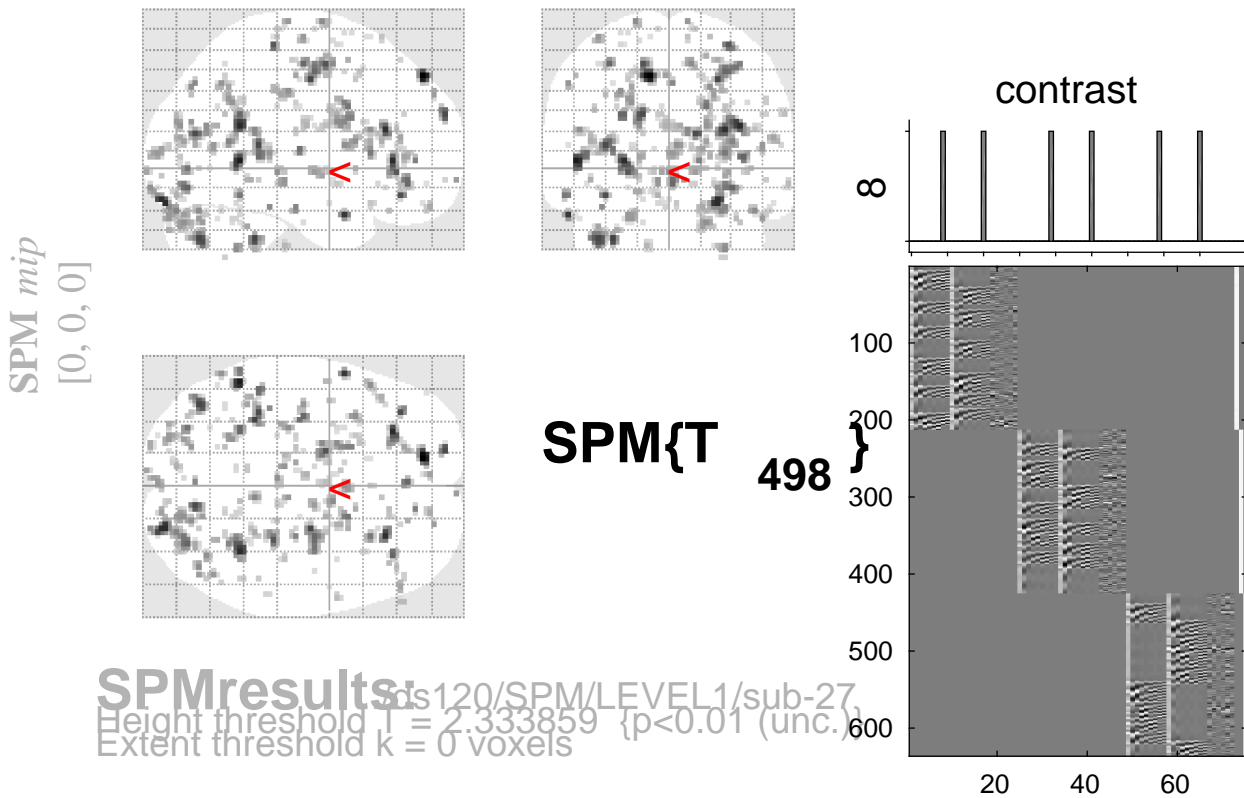 SPM mip
[0, 0, 0]
<
<
<
SPM{T498}
contrast
8
100
200
300
400
500
600
20
40
60
SPMresults: /ds120/SPM/LEVEL1/sub-27
Height threshold T = 2.333859 {p<0.01 (unc.)}
Extent threshold k = 0 voxels